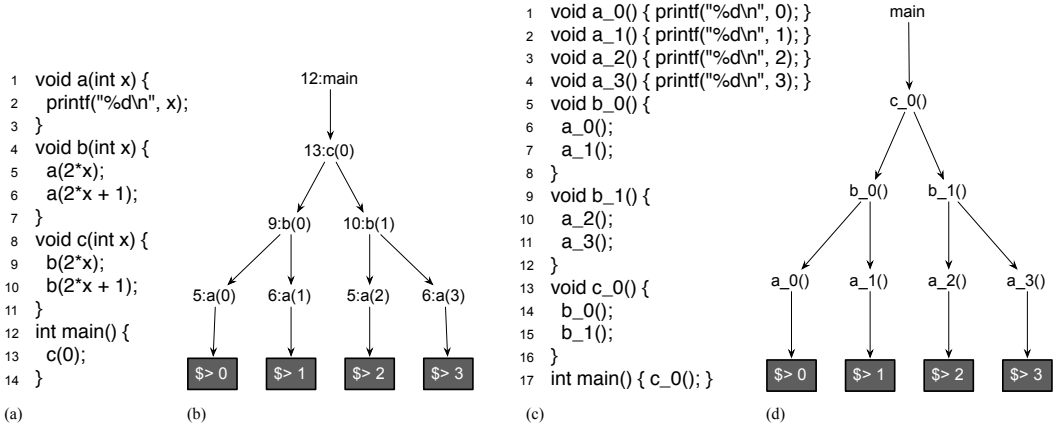 1 void a(int x) {
2 printf("%d\n", x);
3 }
4 void b(int x) {
5 a(2*x);
6 a(2*x + 1);
7 }
8 void c(int x) {
9 b(2*x);
10 b(2*x + 1);
11 }
12 int main() {
13 c(0);
14 }
(a)
12:main
13:c(0)
9:b(0) 10:b(1)
5:a(0) 6:a(1) 5:a(2) 6:a(3)
$> 0 $> 1 $> 2 $> 3
(b)
1 void a_0() { printf("%d\n", 0); }
2 void a_1() { printf("%d\n", 1); }
3 void a_2() { printf("%d\n", 2); }
4 void a_3() { printf("%d\n", 3); }
5 void b_0() {
6 a_0();
7 a_1();
8 }
9 void b_1() {
10 a_2();
11 a_3();
12 }
13 void c_0() {
14 b_0();
15 b_1();
16 }
17 int main() { c_0(); }
(c)
main
c_0()
b_0() b_1()
a_0() a_1() a_2() a_3()
$> 0 $> 1 $> 2 $> 3
(d)